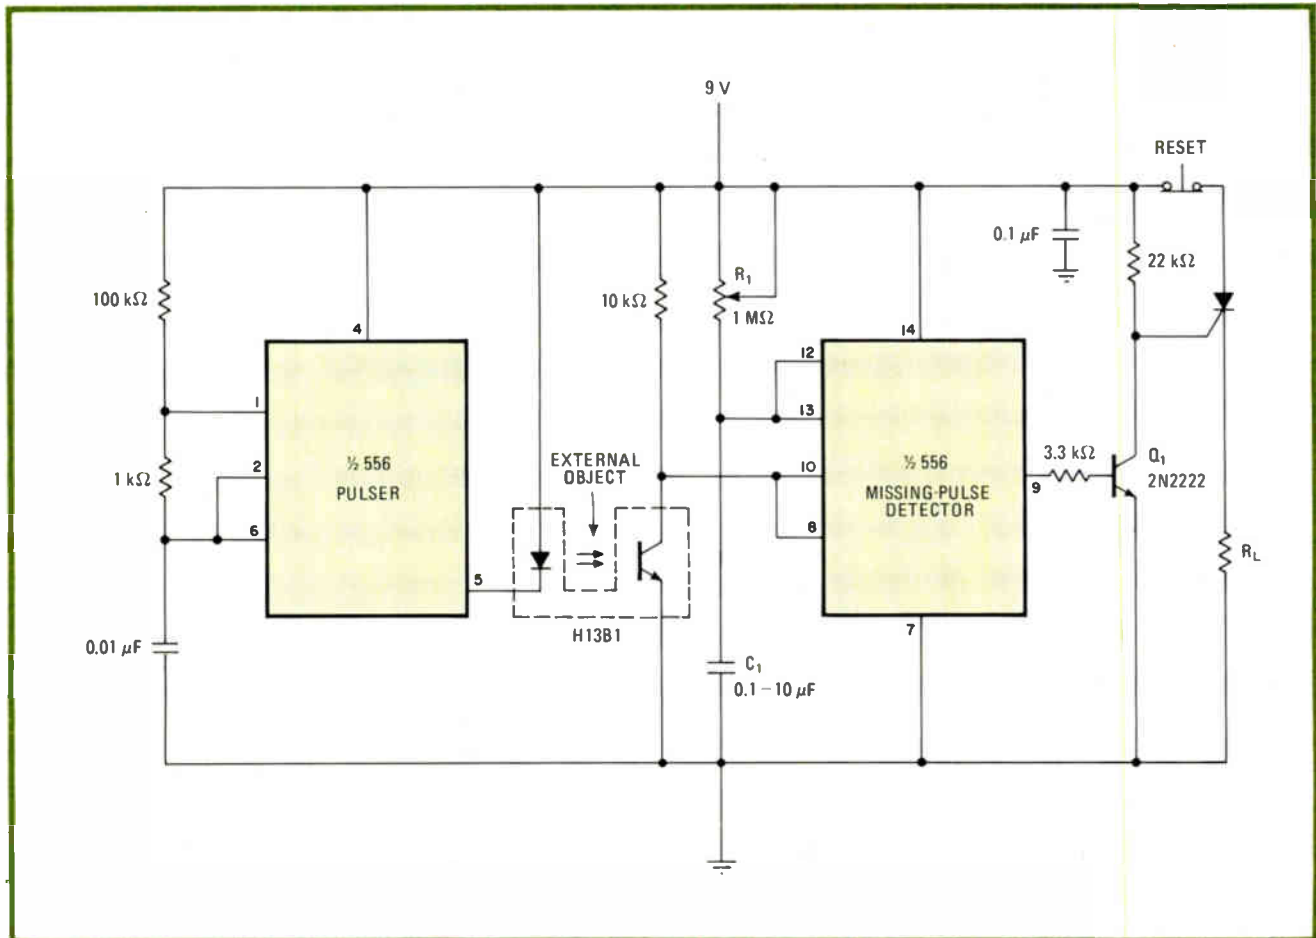 9 V
RESET
0.1 μF
22 kΩ
100 kΩ
4
10 kΩ
R₁
1 MΩ
14
12
13
1
1 kΩ
2
½ 556
PULSER
EXTERNAL
OBJECT
10
½ 556
MISSING-PULSE
DETECTOR
3.3 kΩ
9
Q₁
2N2222
6
8
5
R_L
H13B1
7
0.01 μF
C₁
0.1–10 μF